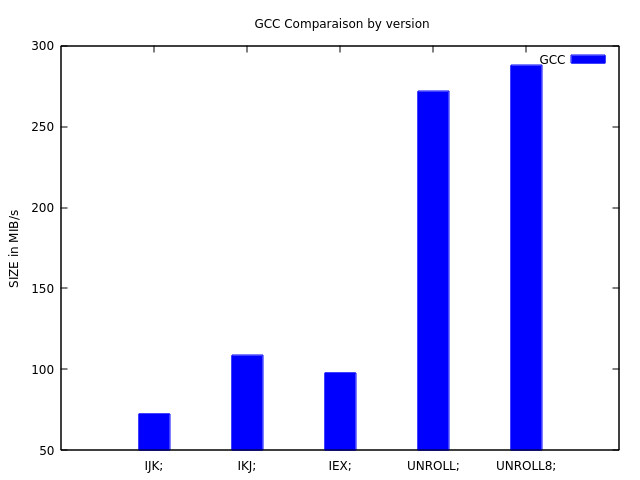 GCC Comparaison by version
300
250
200
150
100
50
SIZE in MIB/s
GCC
IJK;
IKJ;
IEX;
UNROLL;
UNROLL8;